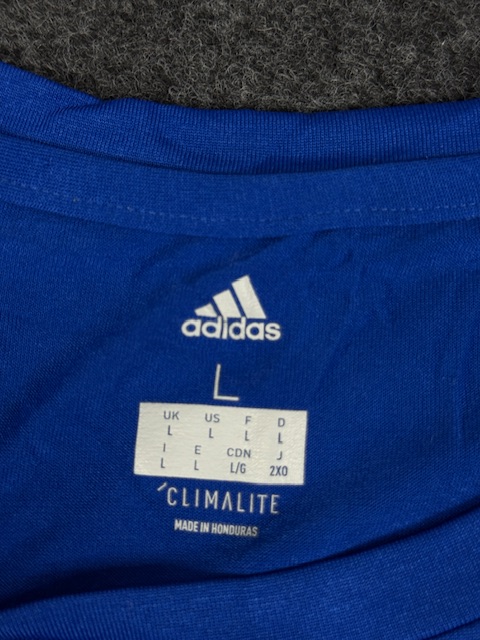 adidas
L
UK US F D
L L L L
I E CDN J
L L L/G 2XO
CLIMALITE
MADE IN HONDURAS